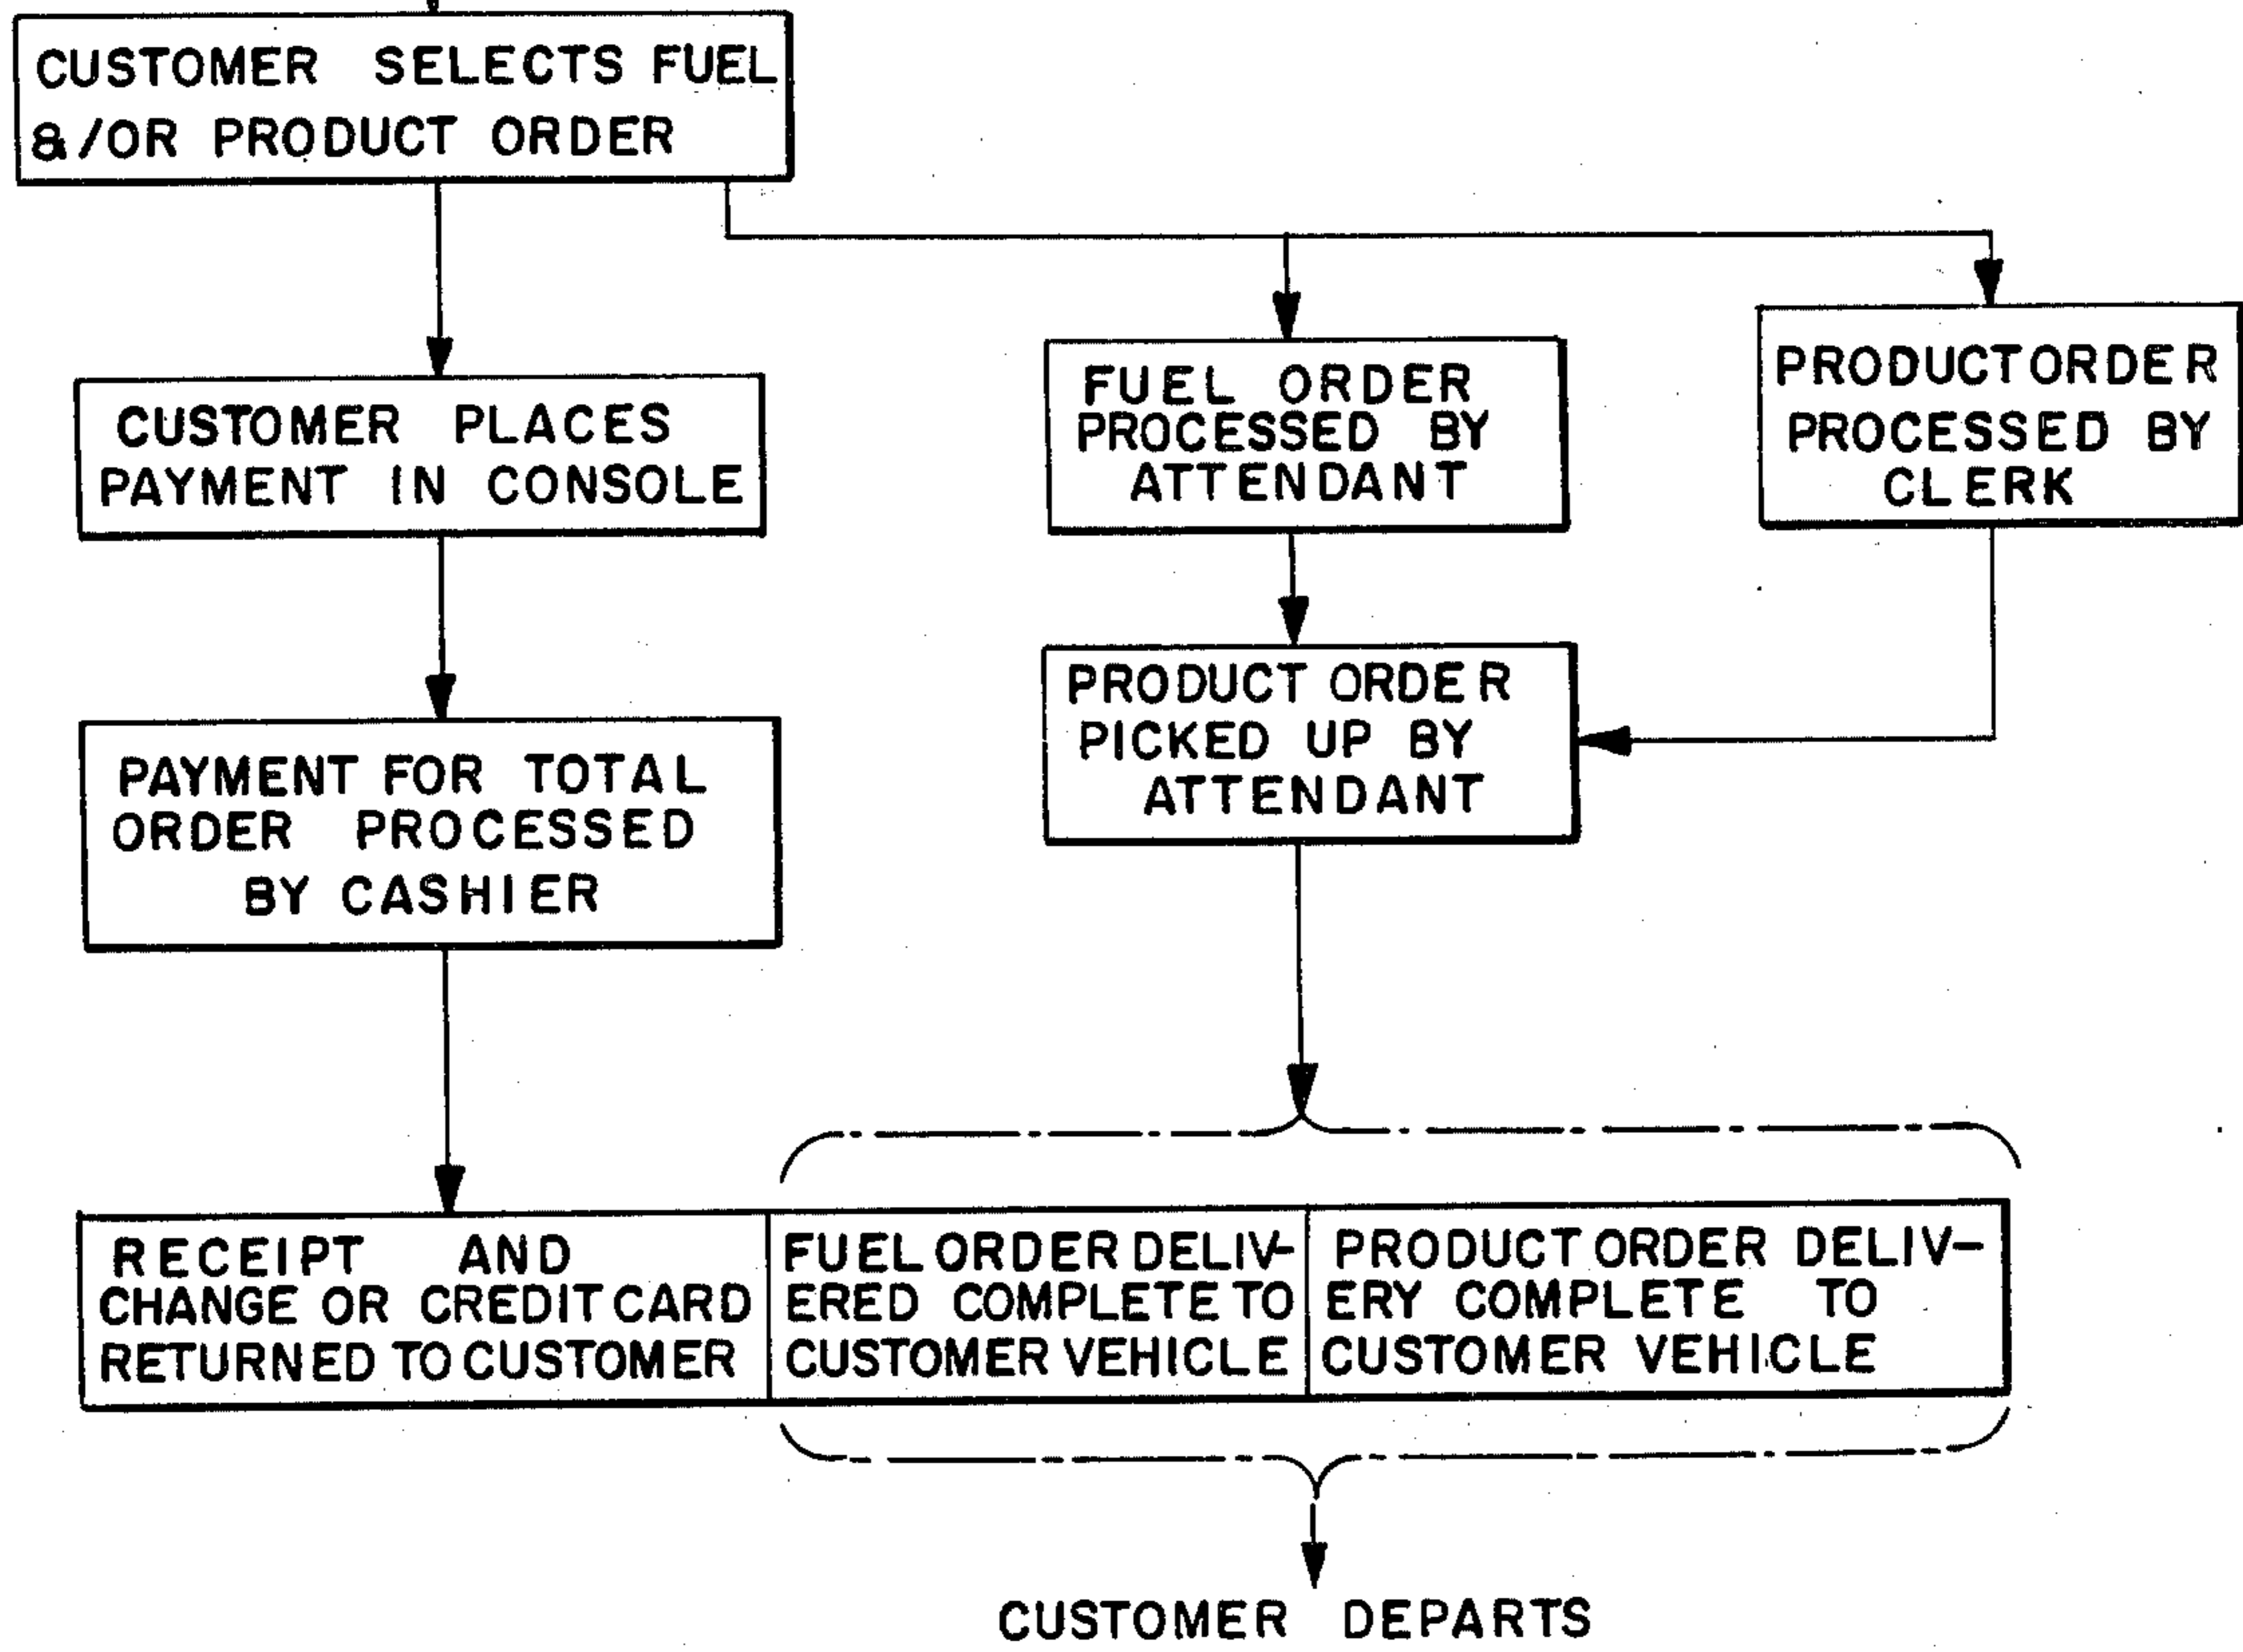 CUSTOMER SELECTS FUEL
&/OR PRODUCT ORDER
CUSTOMER PLACES
PAYMENT IN CONSOLE
FUEL ORDER
PROCESSED BY
ATTENDANT
PRODUCT ORDER
PROCESSED BY
CLERK
PAYMENT FOR TOTAL
ORDER PROCESSED
BY CASHIER
PRODUCT ORDER
PICKED UP BY
ATTENDANT
RECEIPT AND
CHANGE OR CREDIT CARD
RETURNED TO CUSTOMER
FUEL ORDER DELIV-
ERED COMPLETE TO
CUSTOMER VEHICLE
PRODUCT ORDER DELIV-
ERY COMPLETE TO
CUSTOMER VEHICLE
CUSTOMER DEPARTS